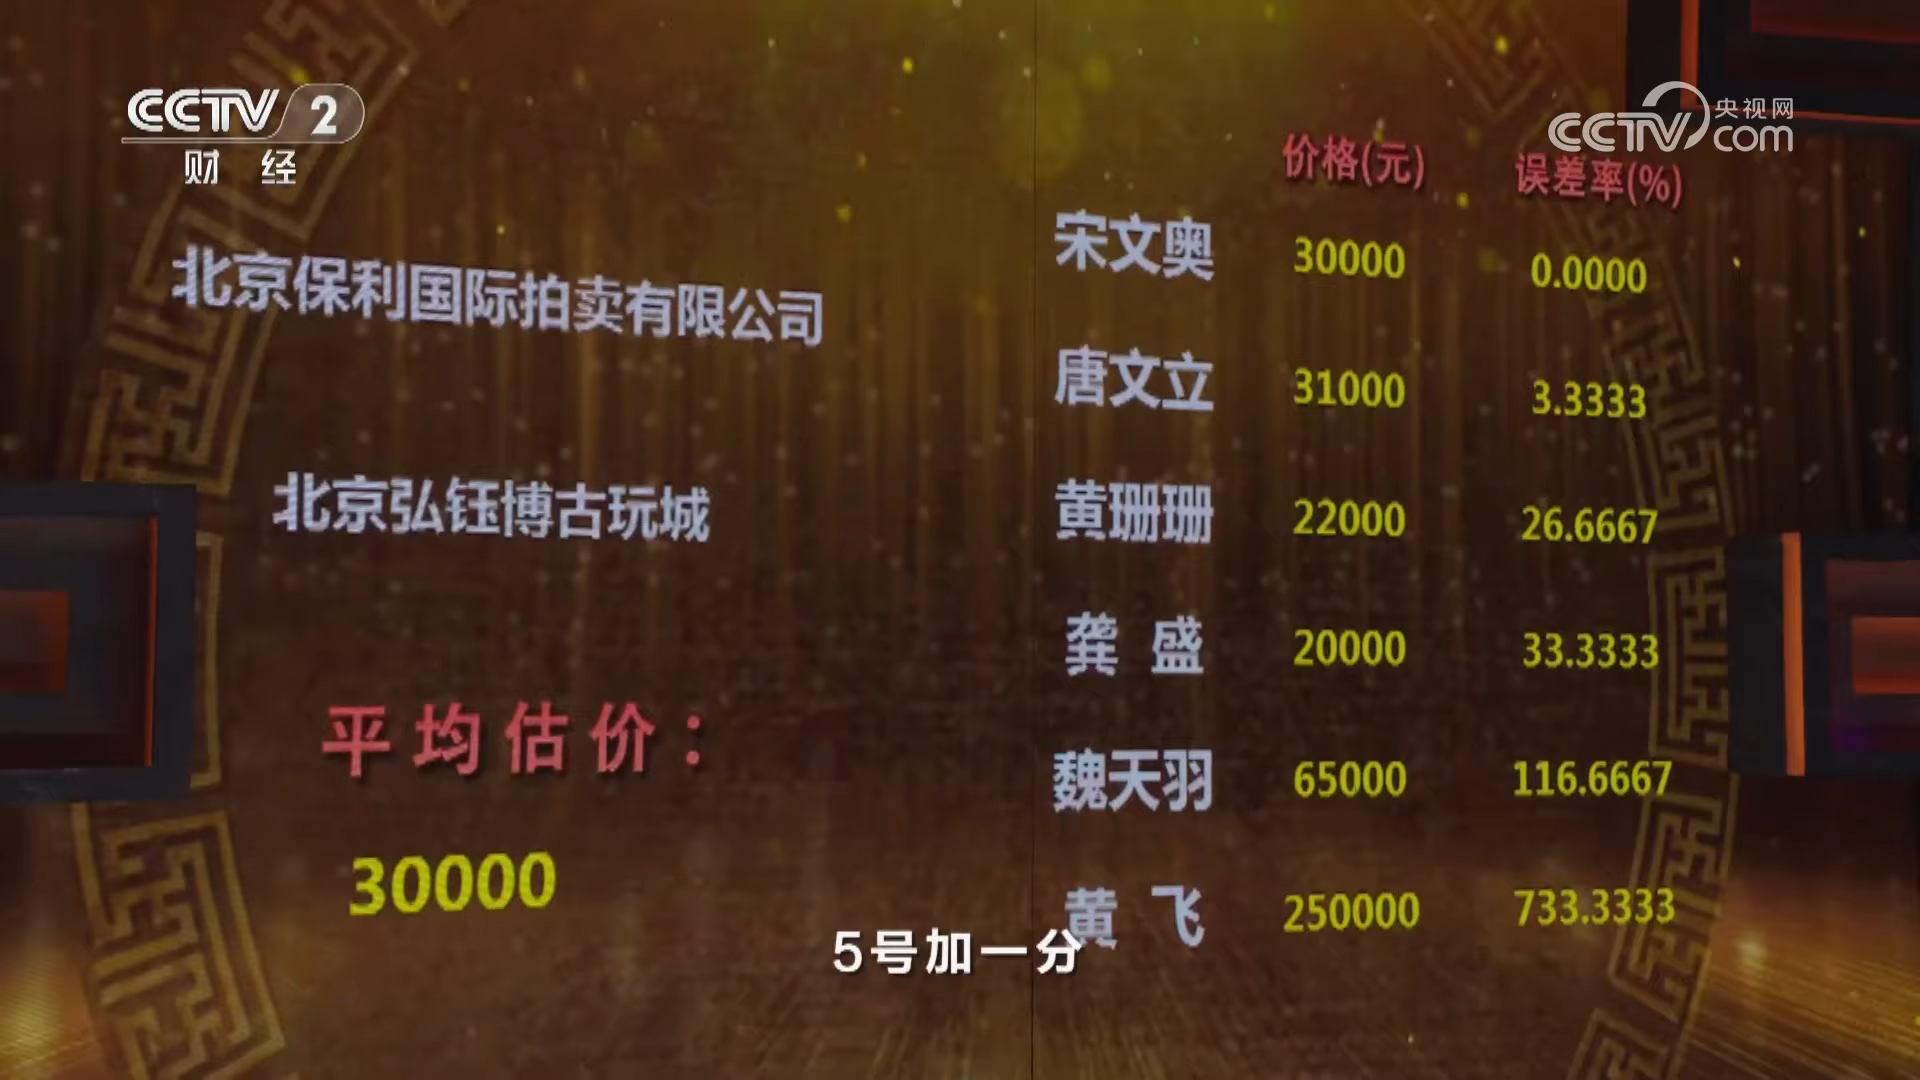 CCTV 2
财 经
央视网
CCTV com
价格(元) 误差率(%)
北京保利国际拍卖有限公司
北京弘钰博古玩城
平均估价：
30000
宋文奥 30000 0.0000
唐文立 31000 3.3333
黄珊珊 22000 26.6667
龚 盛 20000 33.3333
魏天羽 65000 116.6667
黄 飞 250000 733.3333
5号加一分